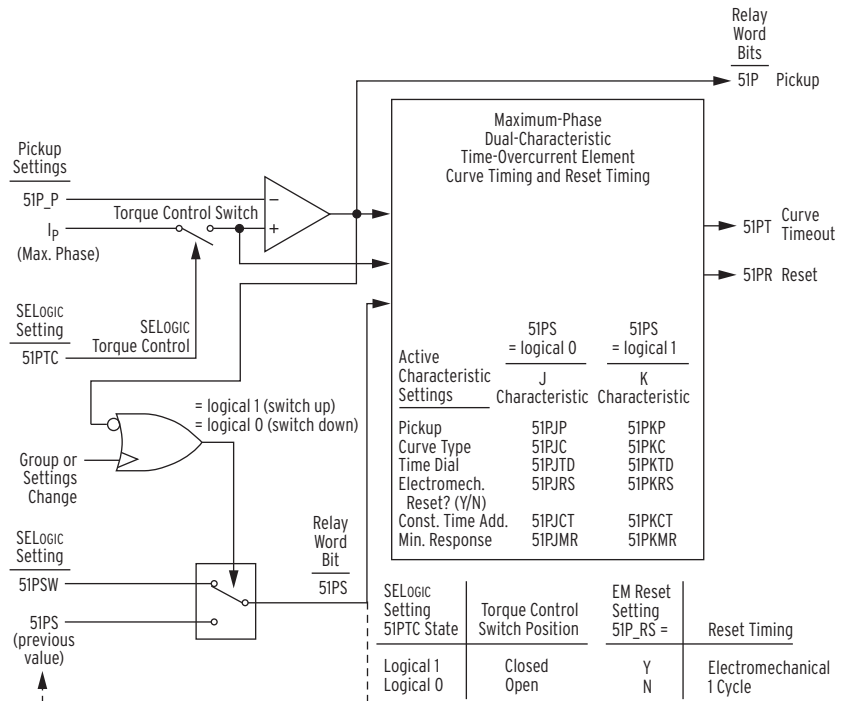 Relay
Word
Bits
51P Pickup
Maximum-Phase
Dual-Characteristic
Time-Overcurrent Element
Curve Timing and Reset Timing
Pickup
Settings
51P_P
Torque Control Switch
−
+
IP
(Max. Phase)
51PT Curve
Timeout
51PR Reset
SELOGIC
Setting
51PTC
SELOGIC
Torque Control
51PS
= logical 0
51PS
= logical 1
Active
Characteristic
Settings
J
Characteristic
K
Characteristic
Pickup 51PJP 51PKP
Curve Type 51PJC 51PKC
Time Dial 51PJTD 51PKTD
Electromech. 51PJRS 51PKRS
Reset? (Y/N)
Const. Time Add. 51PJCT 51PKCT
Min. Response 51PJMR 51PKMR
= logical 1 (switch up)
= logical 0 (switch down)
Group or
Settings
Change
SELOGIC
Setting
51PSW
51PS
(previous
value)
Relay
Word
Bit
51PS
SELOGIC
Setting
51PTC State
Torque Control
Switch Position
Logical 1 Closed
Logical 0 Open
EM Reset
Setting
51P_RS =
Reset Timing
Y Electromechanical
N 1 Cycle